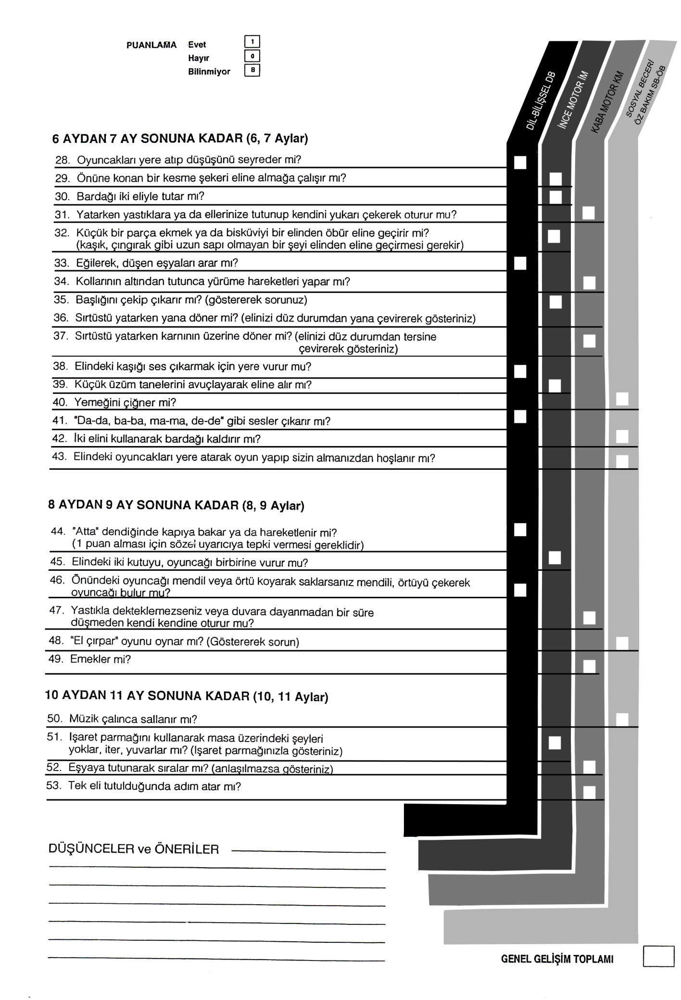 PUANLAMA Evet 1
Hayır 0
Bilinmiyor B
DİL-BİLİŞSEL DB
İNCE MOTOR İM
KABA MOTOR KM
SOSYAL BECERİ
ÖZ BAKIM SB-ÖB
6 AYDAN 7 AY SONUNA KADAR (6, 7 Aylar)
28. Oyuncakları yere atıp düşüşünü seyreder mi?
29. Önüne konan bir kesme şekeri eline almağa çalışır mı?
30. Bardağı iki eliyle tutar mı?
31. Yatarken yastıklara ya da ellerinize tutunup kendini yukarı çekerek oturur mu?
32. Küçük bir parça ekmek ya da bisküviyi bir elinden öbür eline geçirir mi?
(kaşık, çıngırak gibi uzun sapı olmayan bir şeyi elinden eline geçirmesi gerekir)
33. Eğilerek, düşen eşyaları arar mı?
34. Kollarının altından tutunca yürüme hareketleri yapar mı?
35. Başlığını çekip çıkarır mı? (göstererek sorunuz)
36. Sırtüstü yatarken yana döner mi? (elinizi düz durumdan yana çevirerek gösteriniz)
37. Sırtüstü yatarken karnının üzerine döner mi? (elinizi düz durumdan tersine
çevirerek gösteriniz)
38. Elindeki kaşığı ses çıkarmak için yere vurur mu?
39. Küçük üzüm tanelerini avuçlayarak eline alır mı?
40. Yemeğini çiğner mi?
41. "Da-da, ba-ba, ma-ma, de-de" gibi sesler çıkarır mı?
42. İki elini kullanarak bardağı kaldırır mı?
43. Elindeki oyuncakları yere atarak oyun yapıp sizin almanızdan hoşlanır mı?
8 AYDAN 9 AY SONUNA KADAR (8, 9 Aylar)
44. "Atta" dendiğinde kapıya bakar ya da hareketlenir mi?
(1 puan alması için sözel uyarıcıya tepki vermesi gereklidir)
45. Elindeki iki kutuyu, oyuncağı birbirine vurur mu?
46. Önündeki oyuncağı mendil veya örtü koyarak saklarsanız mendili, örtüyü çekerek
oyuncağı bulur mu?
47. Yastıkla dekteklemezseniz veya duvara dayanmadan bir süre
düşmeden kendi kendine oturur mu?
48. "El çırpar" oyunu oynar mı? (Göstererek sorun)
49. Emekler mi?
10 AYDAN 11 AY SONUNA KADAR (10, 11 Aylar)
50. Müzik çalınca sallanır mı?
51. Işaret parmağını kullanarak masa üzerindeki şeyleri
yoklar, iter, yuvarlar mı? (Işaret parmağınızla gösteriniz)
52. Eşyaya tutunarak sıralar mı? (anlaşılmazsa gösteriniz)
53. Tek eli tutulduğunda adım atar mı?
DÜŞÜNCELER ve ÖNERİLER
GENEL GELİŞİM TOPLAMI